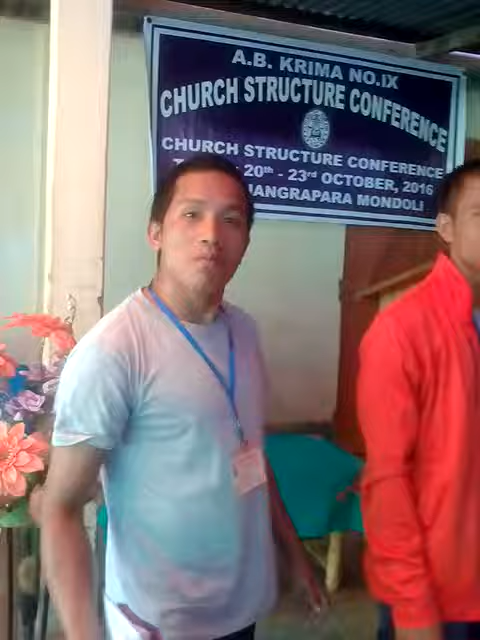 A.B. KRIMA NO.IX
CHURCH STRUCTURE CONFERENCE
CHURCH STRUCTURE CONFERENCE
20th - 23rd OCTOBER, 2016
MONDOLI